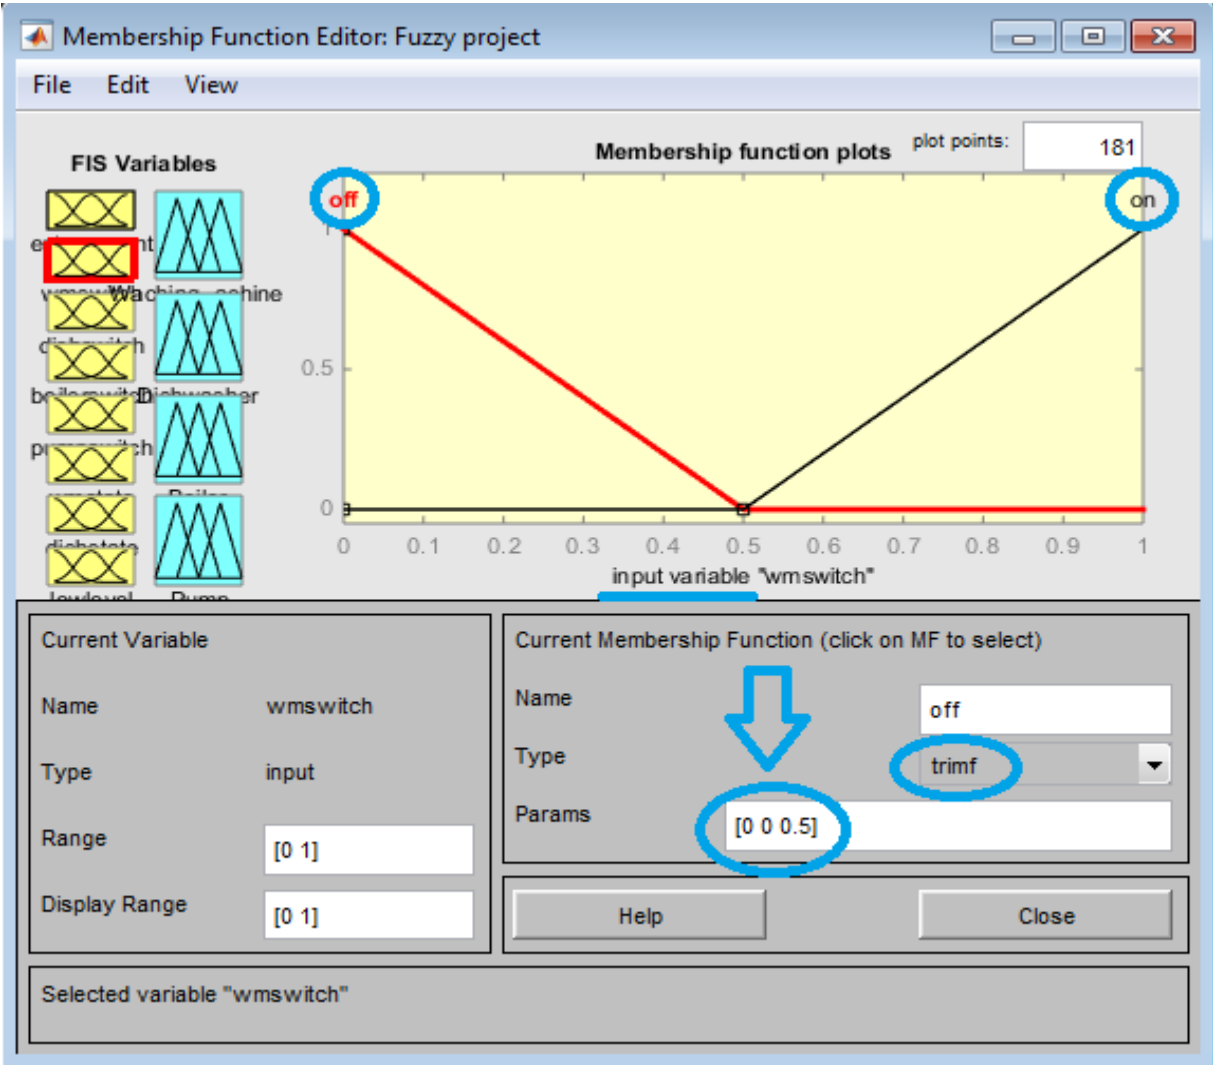 Membership Function Editor: Fuzzy project
File Edit View
FIS Variables
Membership function plots
plot points:
181
off
on
1
0.5
0
0 0.1 0.2 0.3 0.4 0.5 0.6 0.7 0.8 0.9 1
input variable "wmswitch"
Current Variable
Name wmswitch
Type input
Range [0 1]
Display Range [0 1]
Current Membership Function (click on MF to select)
Name off
Type trimf
Params [0 0 0.5]
Help Close
Selected variable "wmswitch"